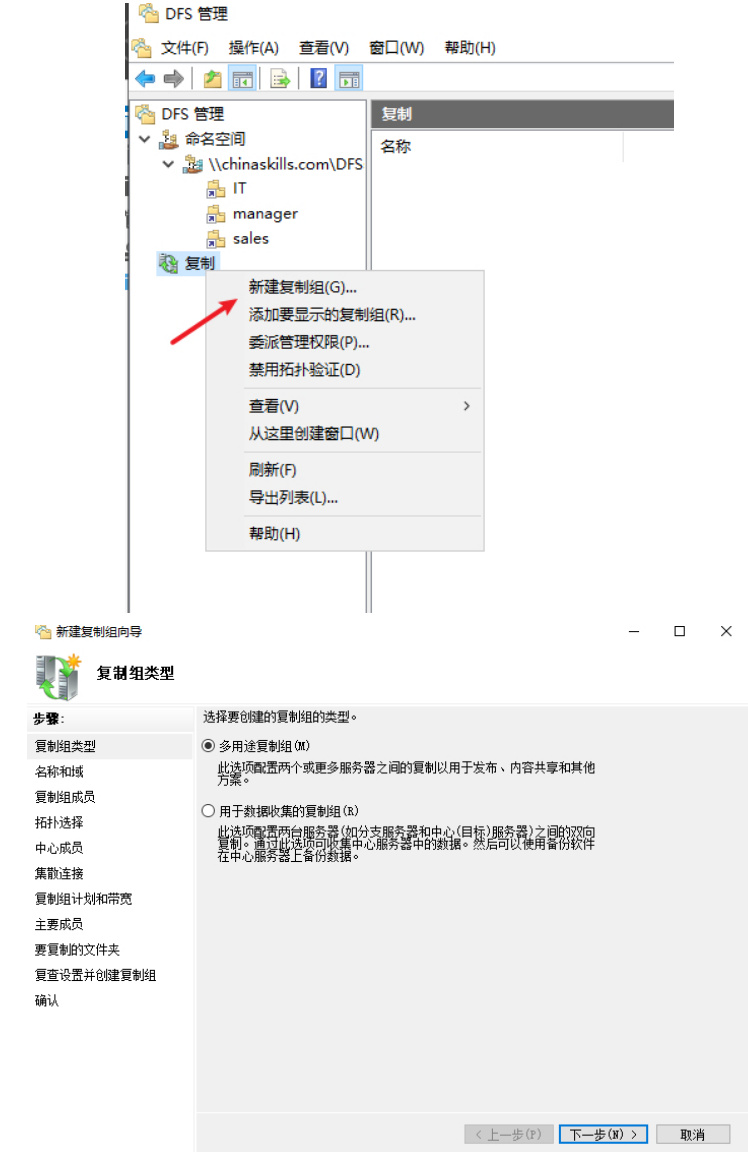 DFS 管理
文件(F) 操作(A) 查看(V) 窗口(W) 帮助(H)
DFS 管理
命名空间
\\chinaskills.com\DFS
IT
manager
sales
复制
复制
名称
新建复制组(G)...
添加要显示的复制组(R)...
委派管理权限(P)...
禁用拓扑验证(D)
查看(V)
从这里创建窗口(W)
刷新(F)
导出列表(L)...
帮助(H)
新建复制组向导
复制组类型
步骤:
复制组类型
名称和域
复制组成员
拓扑选择
中心成员
集散连接
复制组计划和带宽
主要成员
要复制的文件夹
复查设置并创建复制组
确认
选择要创建的复制组的类型。
多用途复制组(M)
此选项配置两个或更多服务器之间的复制以用于发布、内容共享和其他
方案。
用于数据收集的复制组(R)
此选项配置两台服务器(如分支服务器和中心(目标)服务器)之间的双向
复制。通过此选项可收集中心服务器中的数据。然后可以使用备份软件
在中心服务器上备份数据。
< 上一步(P) 下一步(N) > 取消